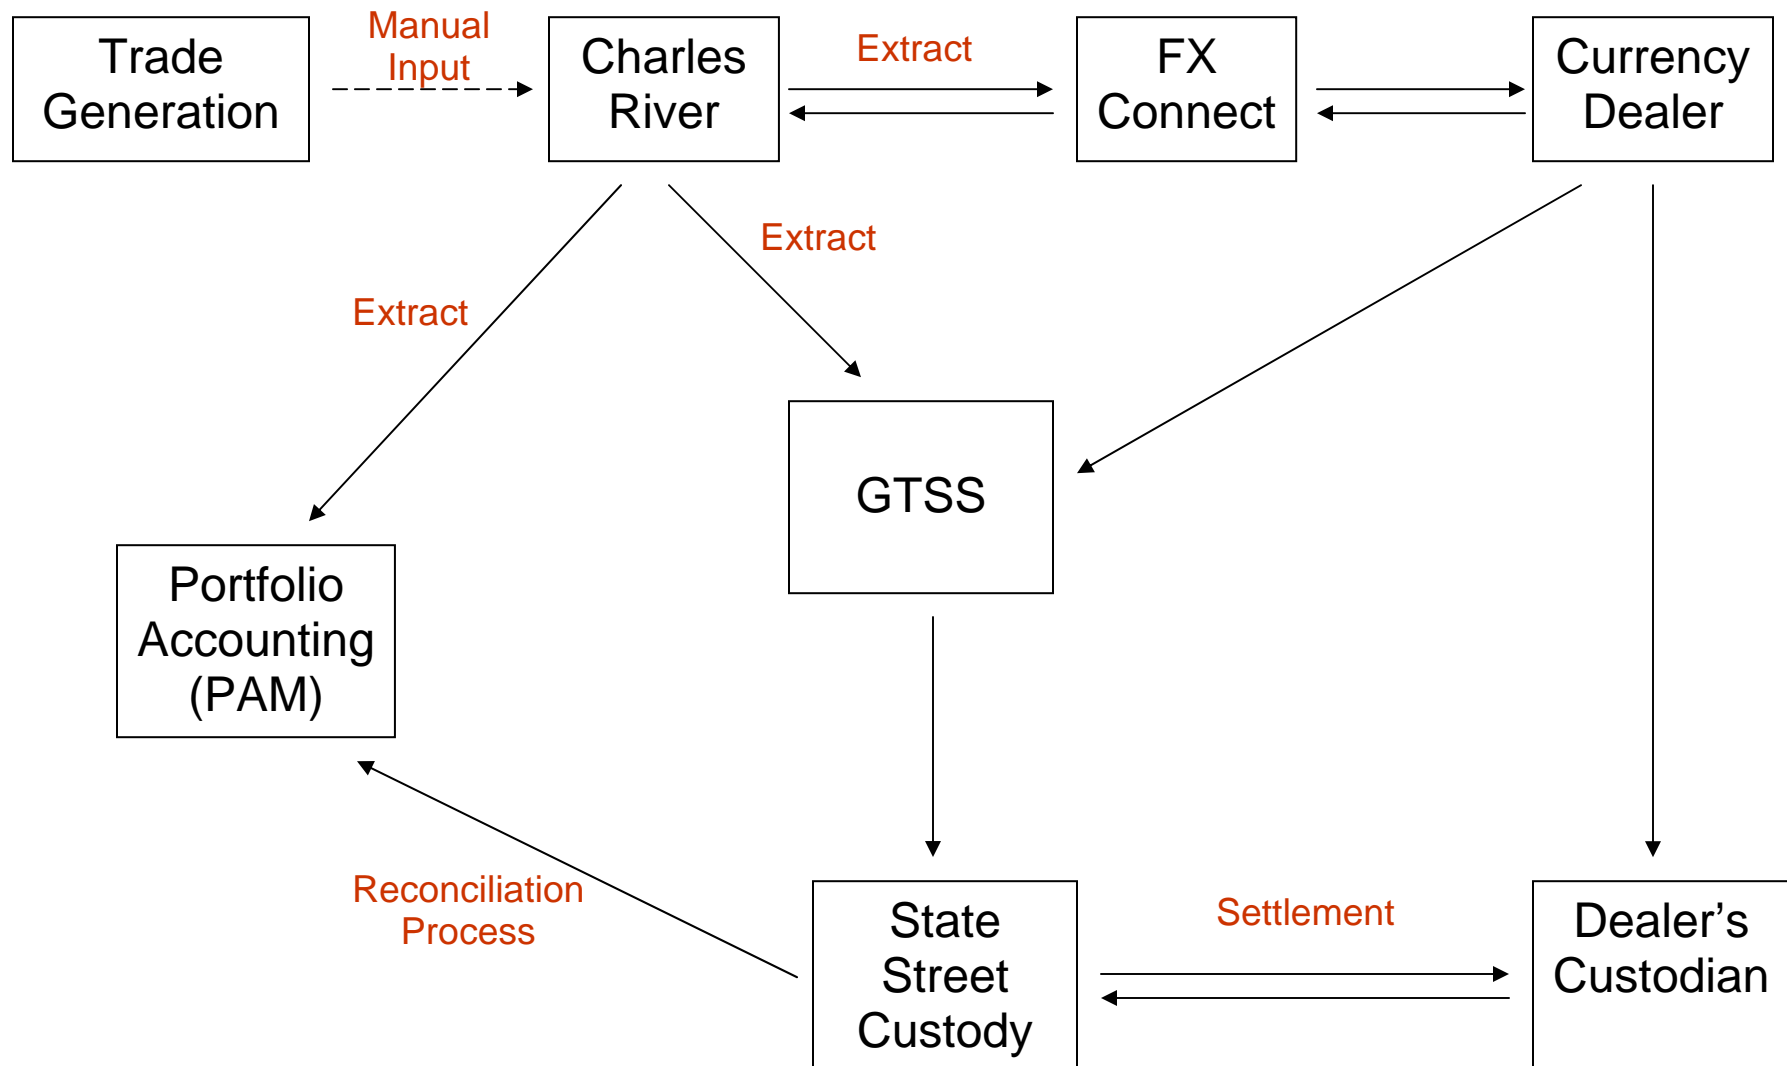 Trade
Generation
Manual
Input
Charles
River
Extract
FX
Connect
Currency
Dealer
Extract
Extract
GTSS
Portfolio
Accounting
(PAM)
Reconciliation
Process
State
Street
Custody
Settlement
Dealer's
Custodian